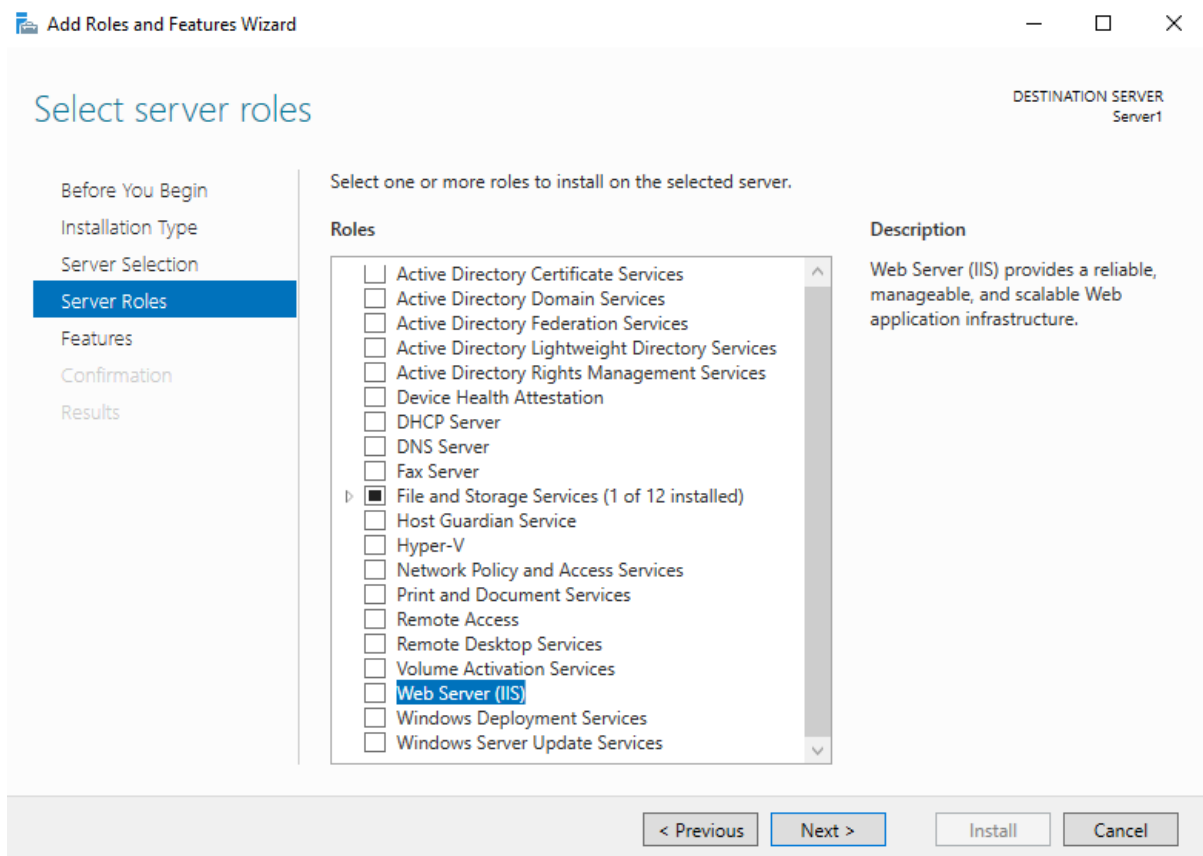 Add Roles and Features Wizard
Select server roles
DESTINATION SERVER
Server1
Before You Begin
Installation Type
Server Selection
Server Roles
Features
Confirmation
Results
Select one or more roles to install on the selected server.
Roles
Active Directory Certificate Services
Active Directory Domain Services
Active Directory Federation Services
Active Directory Lightweight Directory Services
Active Directory Rights Management Services
Device Health Attestation
DHCP Server
DNS Server
Fax Server
File and Storage Services (1 of 12 installed)
Host Guardian Service
Hyper-V
Network Policy and Access Services
Print and Document Services
Remote Access
Remote Desktop Services
Volume Activation Services
Web Server (IIS)
Windows Deployment Services
Windows Server Update Services
Description
Web Server (IIS) provides a reliable,
manageable, and scalable Web
application infrastructure.
< Previous
Next >
Install
Cancel